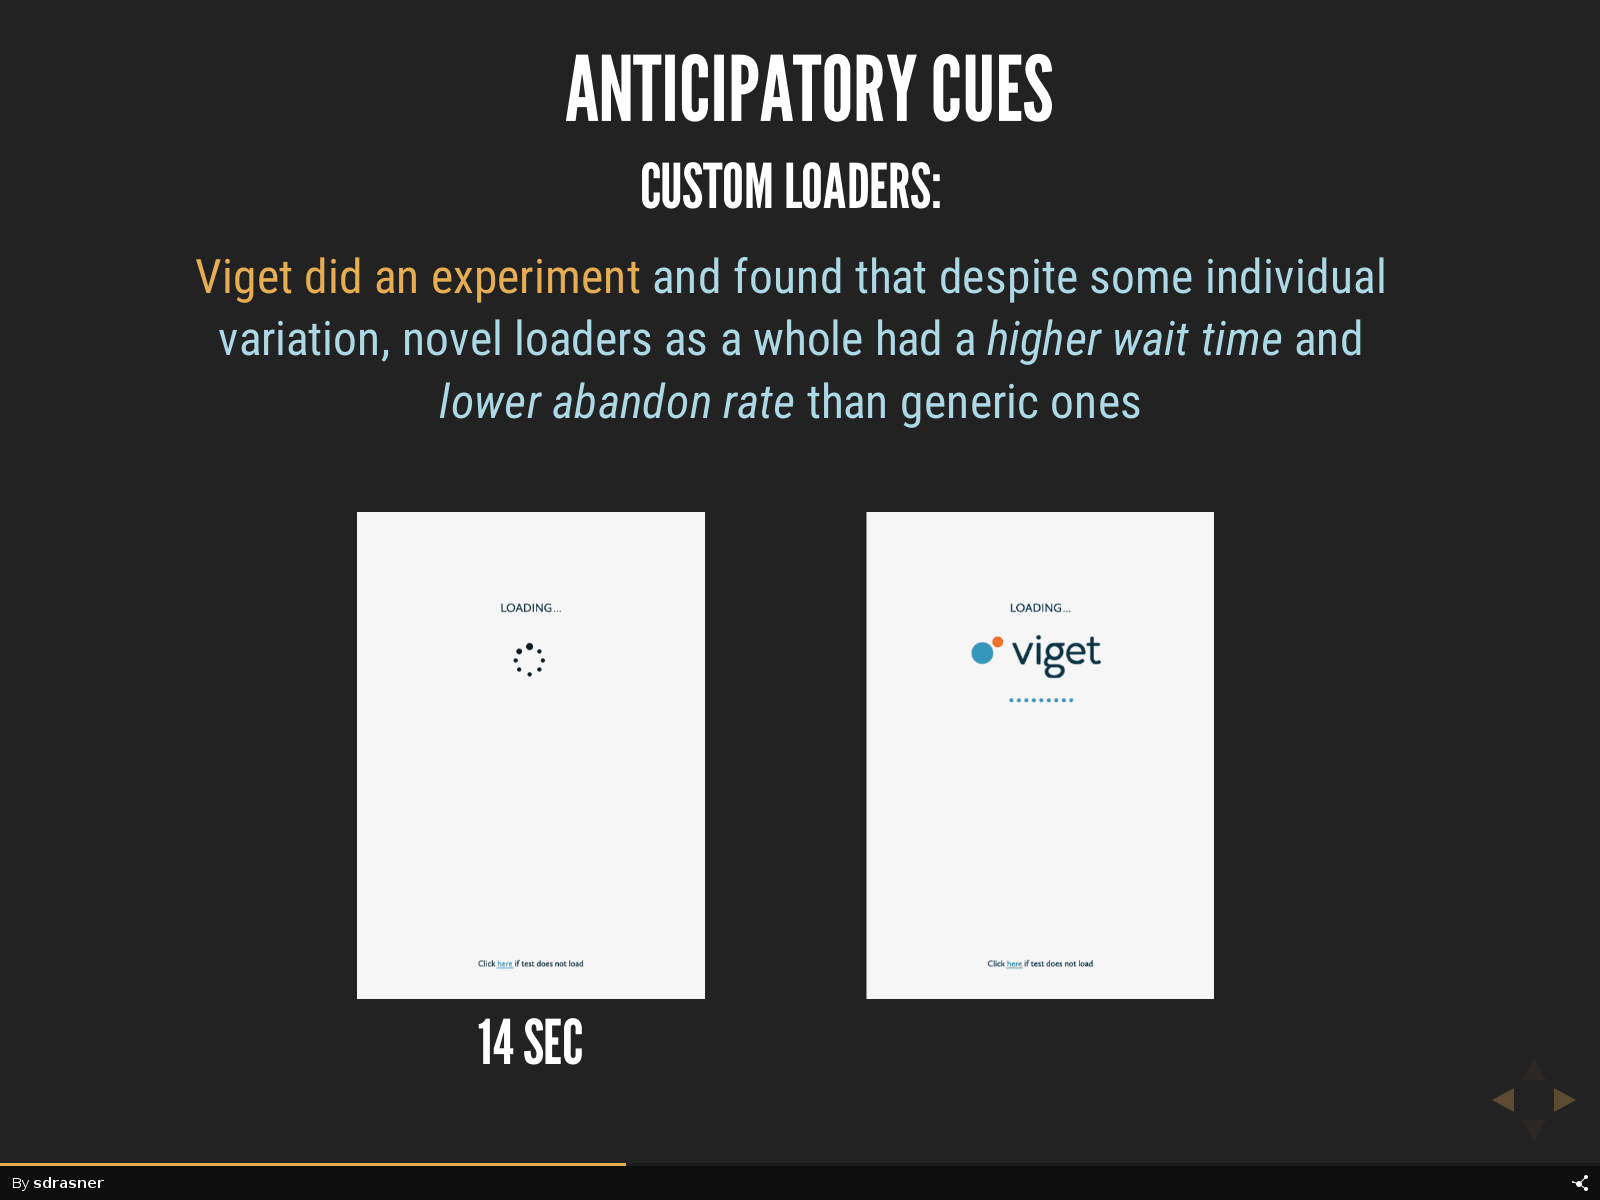 ANTICIPATORY CUES
CUSTOM LOADERS:
Viget did an experiment and found that despite some individual
variation, novel loaders as a whole had a higher wait time and
lower abandon rate than generic ones
LOADING...
Click here if test does not load
14 SEC
LOADING...
viget
Click here if test does not load
By sdrasner